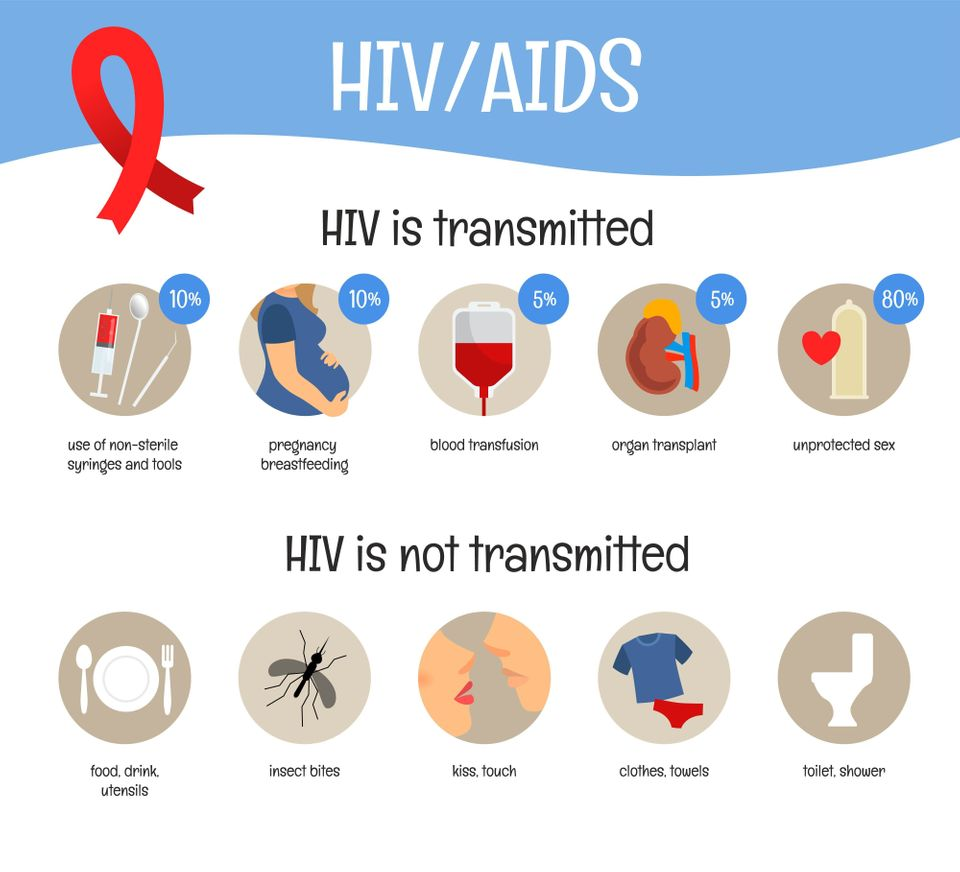 HIV/AIDS
HIV is transmitted
10%
10%
5%
5%
80%
use of non-sterile
syringes and tools
pregnancy
breastfeeding
blood transfusion
organ transplant
unprotected sex
HIV is not transmitted
food, drink,
utensils
insect bites
kiss, touch
clothes, towels
toilet, shower